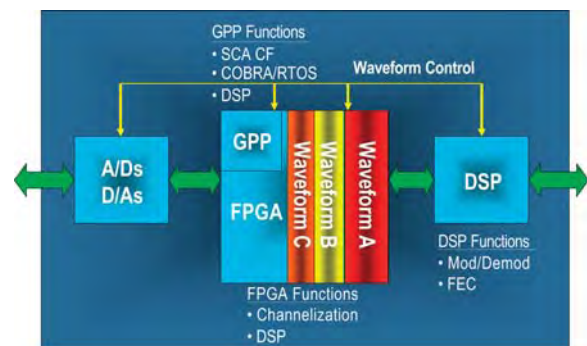 GPP Functions
• SCA CF
• COBRA/RTOS
• DSP
Waveform Control
A/Ds
D/As
GPP
FPGA
Waveform C
Waveform B
Waveform A
DSP
DSP Functions
• Mod/Demod
• FEC
FPGA Functions
• Channelization
• DSP